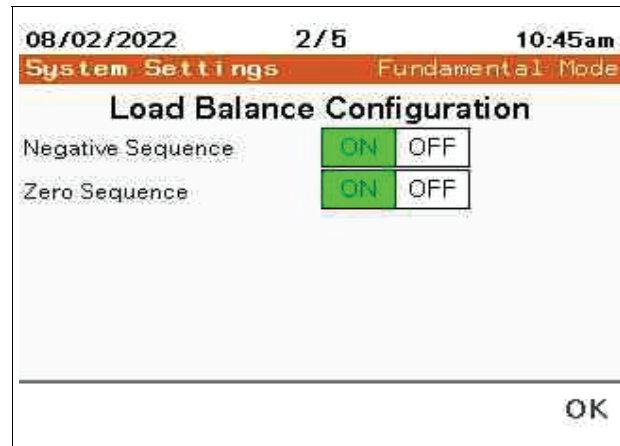 08/02/2022 2/5 10:45am
System Settings Fundamental Mode
Load Balance Configuration
Negative Sequence ON OFF
Zero Sequence ON OFF
OK